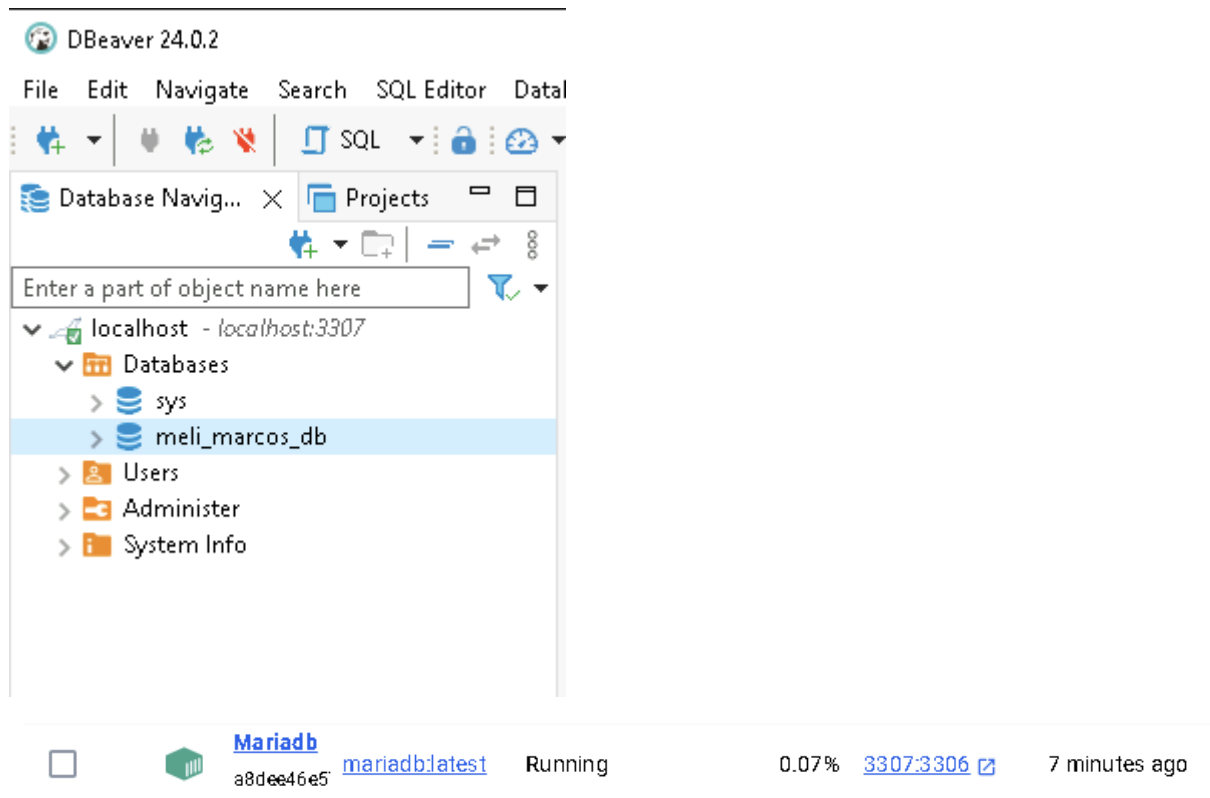 DBeaver 24.0.2
File Edit Navigate Search SQL Editor Datal
SQL
Database Navig... Projects
Enter a part of object name here
localhost - localhost:3307
Databases
sys
meli_marcos_db
Users
Administer
System Info
Mariadb
a8dee46e5 mariadb:latest Running 0.07% 3307:3306 7 minutes ago